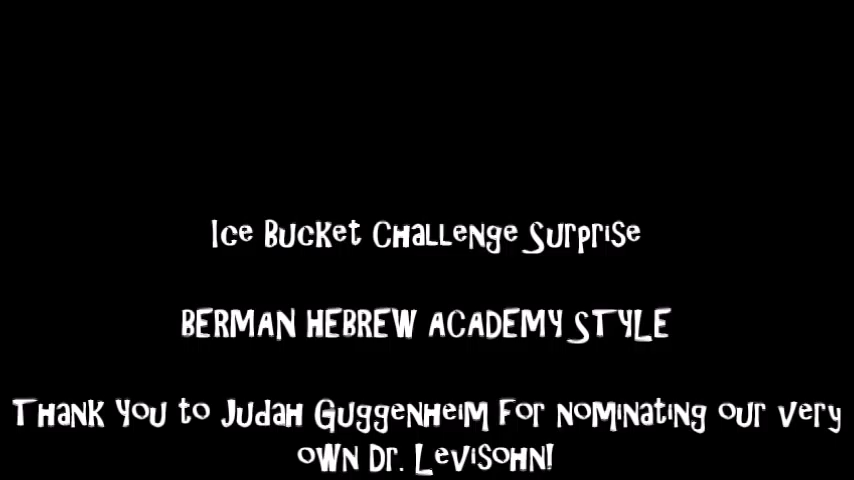 Ice Bucket Challenge Surprise
BERMAN HEBREW ACADEMY STYLE
Thank you to Judah Guggenheim for nominating our very
own Dr. Levisohn!